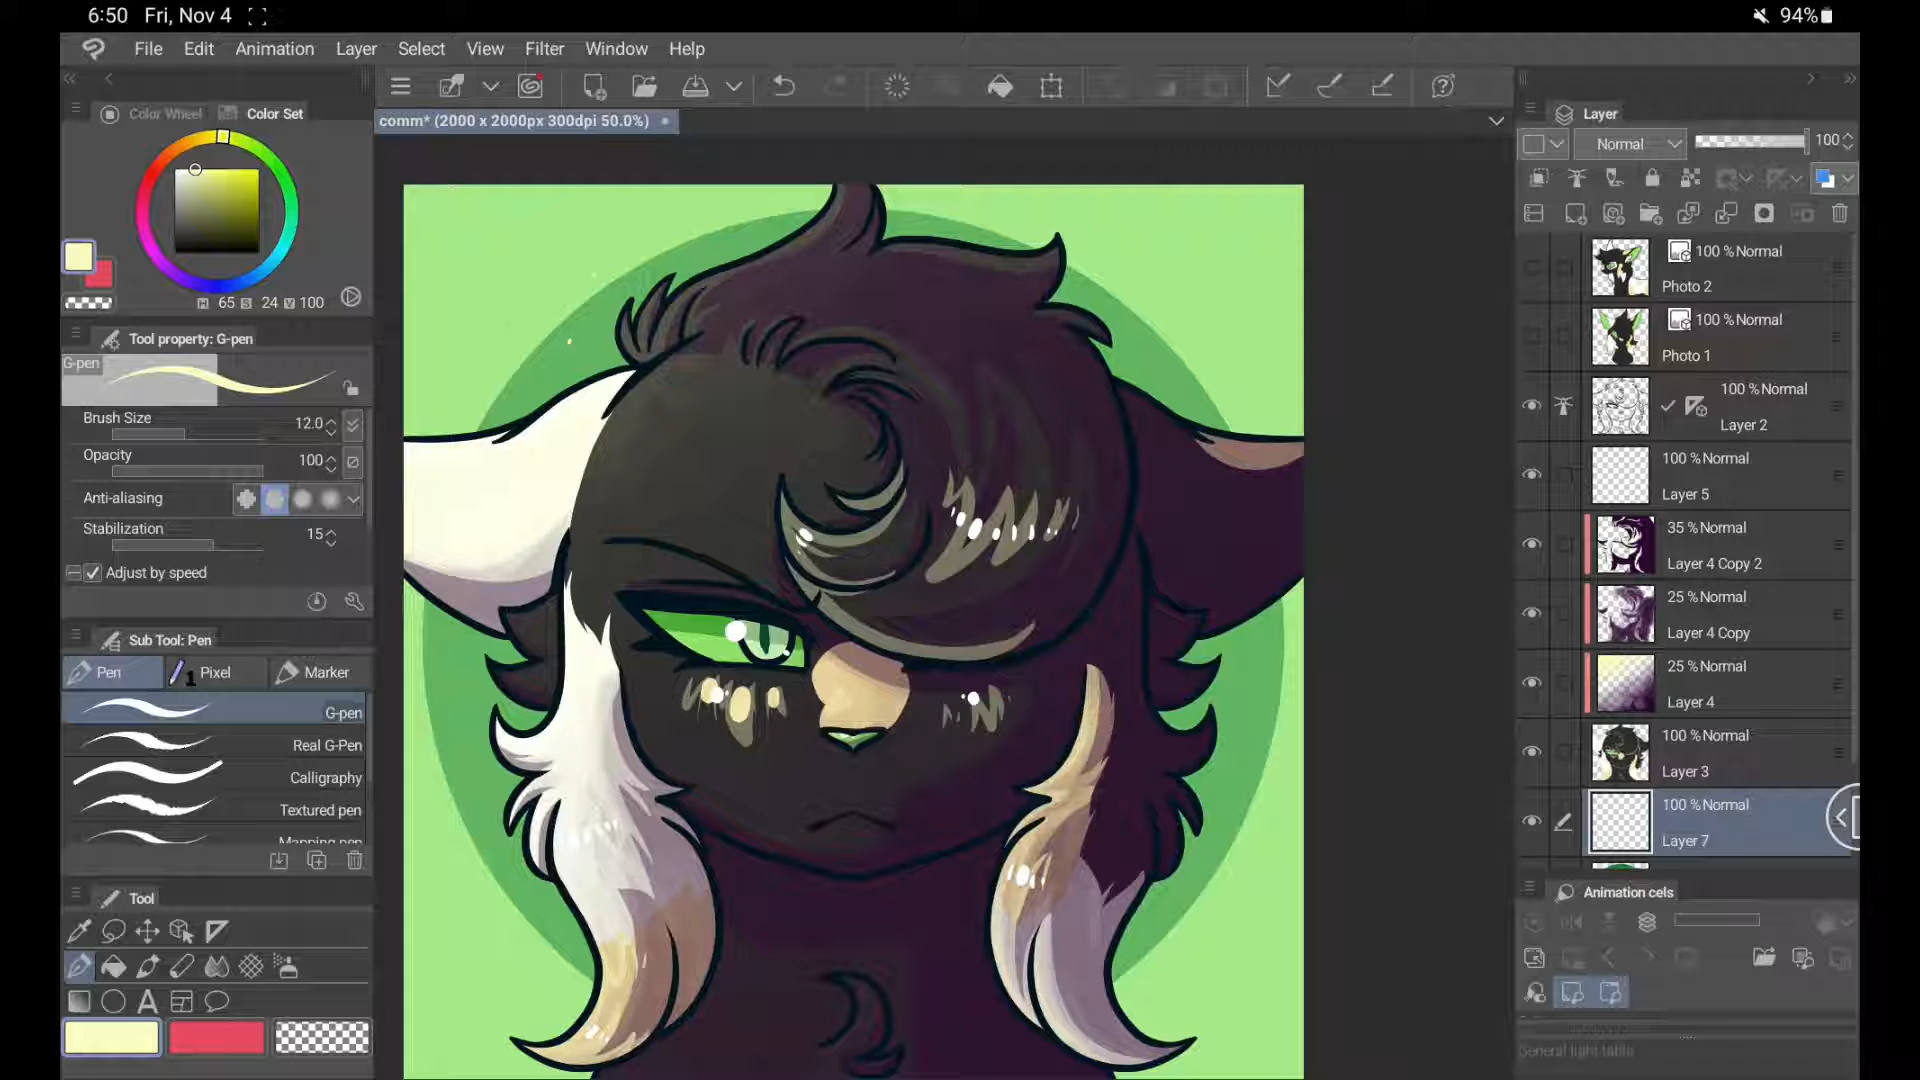 6:50 Fri, Nov 4 94%
File Edit Animation Layer Select View Filter Window Help
Color Wheel Color Set
comm* (2000 x 2000px 300dpi 50.0%)
H 65 S 24 V 100
Tool property: G-pen
G-pen
Brush Size 12.0
Opacity 100
Anti-aliasing
Stabilization 15
Adjust by speed
Sub Tool: Pen
Pen Pixel Marker
G-pen
Real G-Pen
Calligraphy
Textured pen
Mapping pen
Tool
Layer
Normal 100
100 % Normal
Photo 2
100 % Normal
Photo 1
100 % Normal
Layer 2
100 % Normal
Layer 5
35 % Normal
Layer 4 Copy 2
25 % Normal
Layer 4 Copy
25 % Normal
Layer 4
100 % Normal
Layer 3
100 % Normal
Layer 7
Animation cels
General light table